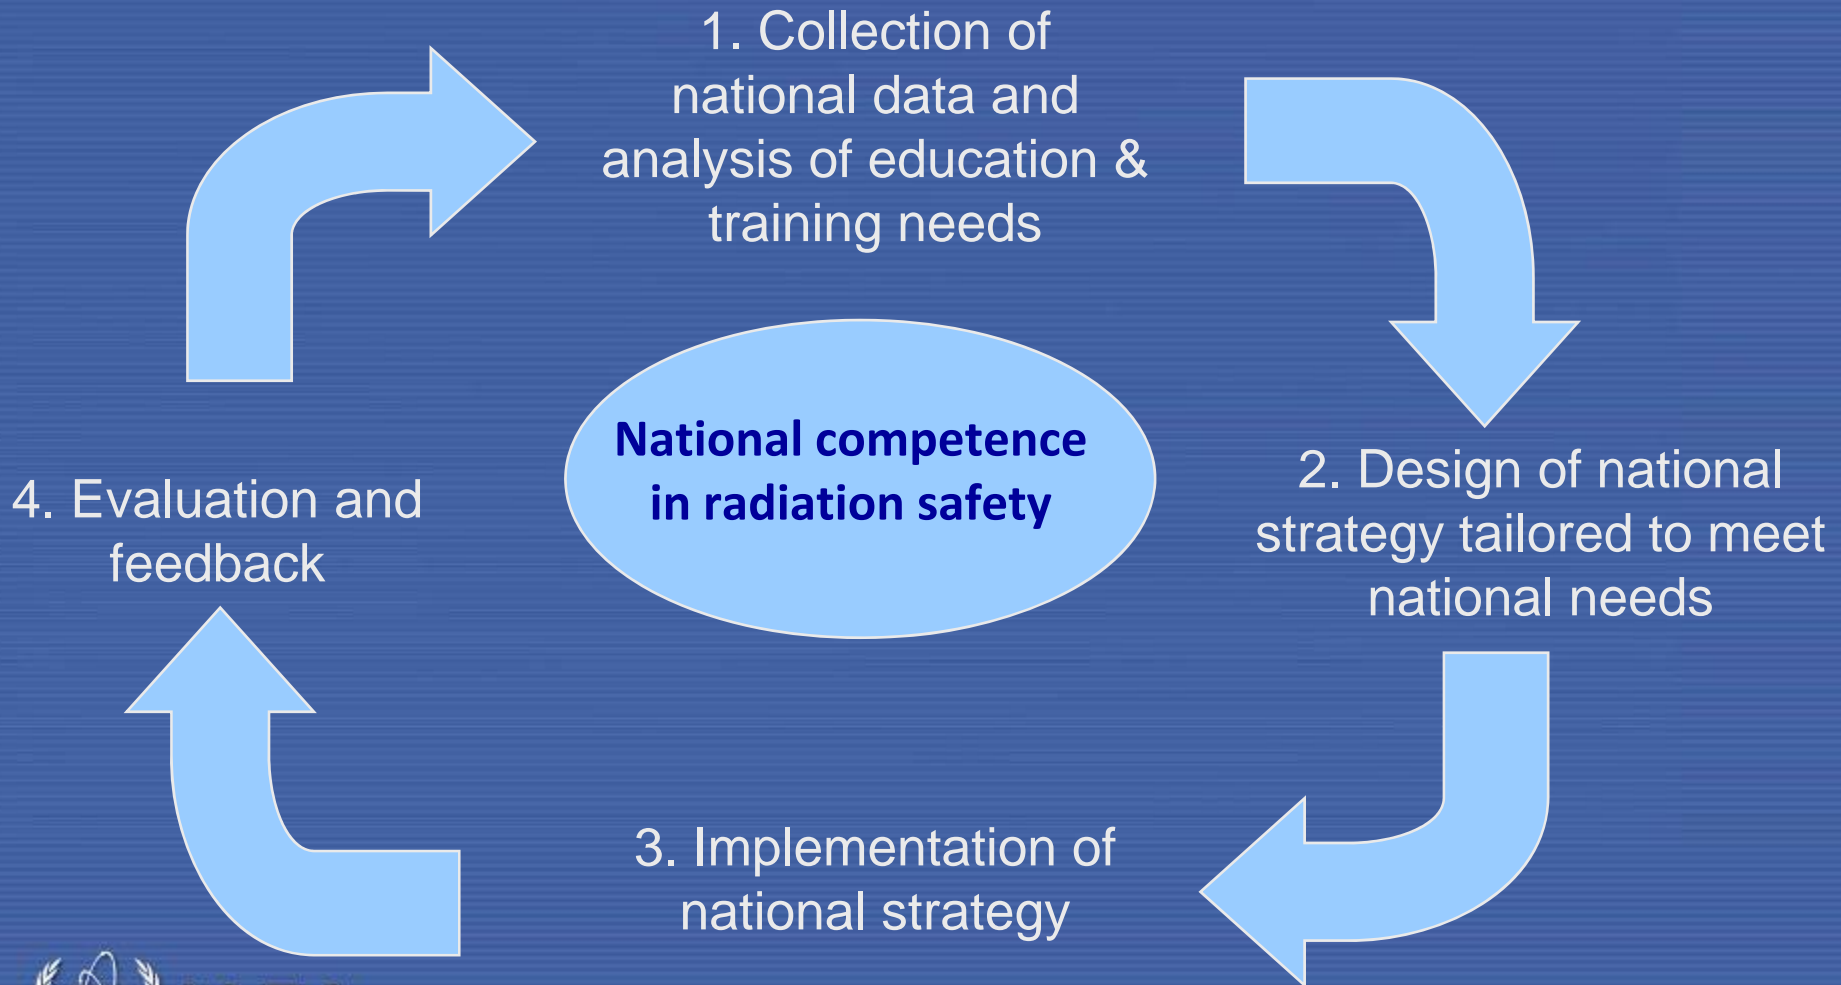 1. Collection of
national data and
analysis of education &
training needs
National competence
in radiation safety
2. Design of national
strategy tailored to meet
national needs
3. Implementation of
national strategy
4. Evaluation and
feedback